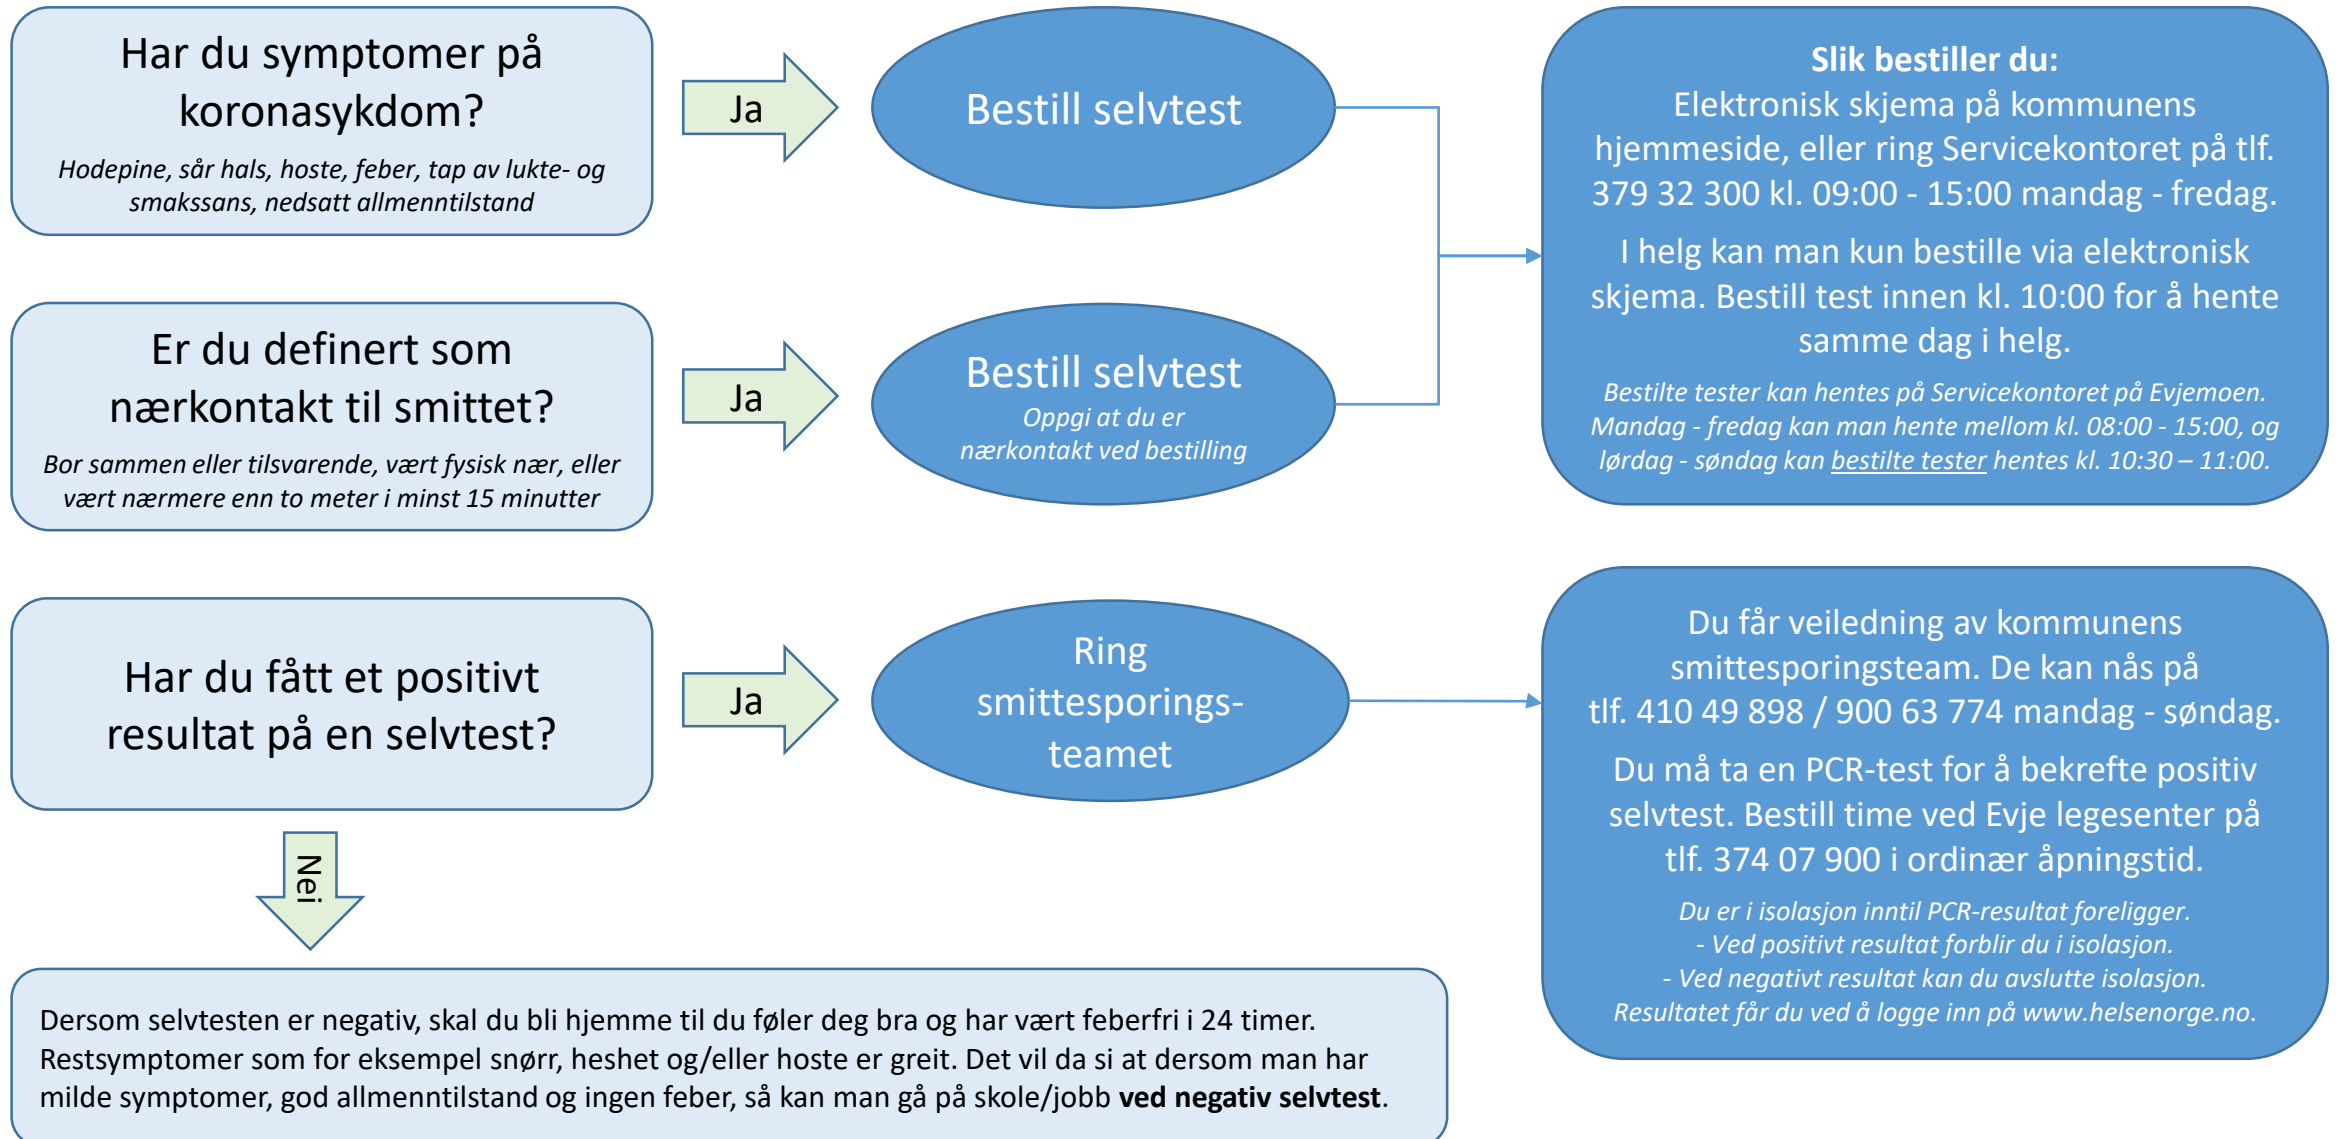 Har du symptomer på
koronasykdom?
Hodepine, sår hals, hoste, feber, tap av lukte- og
smakssans, nedsatt allmenntilstand
Ja
Bestill selvtest
Slik bestiller du:
Elektronisk skjema på kommunens
hjemmeside, eller ring Servicekontoret på tlf.
379 32 300 kl. 09:00 - 15:00 mandag - fredag.
I helg kan man kun bestille via elektronisk
skjema. Bestill test innen kl. 10:00 for å hente
samme dag i helg.
Bestilte tester kan hentes på Servicekontoret på Evjemoen.
Mandag - fredag kan man hente mellom kl. 08:00 - 15:00, og
lørdag - søndag kan bestilte tester hentes kl. 10:30 – 11:00.
Er du definert som
nærkontakt til smittet?
Bor sammen eller tilsvarende, vært fysisk nær, eller
vært nærmere enn to meter i minst 15 minutter
Ja
Bestill selvtest
Oppgi at du er
nærkontakt ved bestilling
Har du fått et positivt
resultat på en selvtest?
Ja
Ring
smittesporings-
teamet
Du får veiledning av kommunens
smittesporingsteam. De kan nås på
tlf. 410 49 898 / 900 63 774 mandag - søndag.
Du må ta en PCR-test for å bekrefte positiv
selvtest. Bestill time ved Evje legesenter på
tlf. 374 07 900 i ordinær åpningstid.
Du er i isolasjon inntil PCR-resultat foreligger.
- Ved positivt resultat forblir du i isolasjon.
- Ved negativt resultat kan du avslutte isolasjon.
Resultatet får du ved å logge inn på www.helsenorge.no.
Nei
Dersom selvtesten er negativ, skal du bli hjemme til du føler deg bra og har vært feberfri i 24 timer.
Restsymptomer som for eksempel snørr, heshet og/eller hoste er greit. Det vil da si at dersom man har
milde symptomer, god allmenntilstand og ingen feber, så kan man gå på skole/jobb ved negativ selvtest.